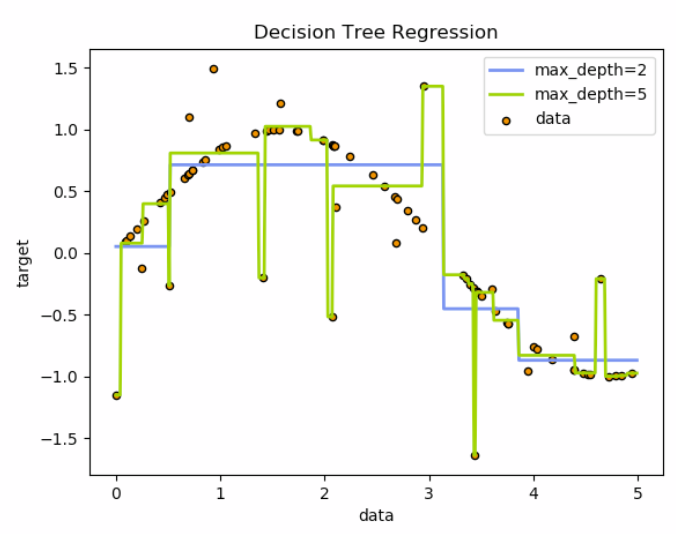 Decision Tree Regression
max_depth=2
max_depth=5
data
target
1.5
1.0
0.5
0.0
−0.5
−1.0
−1.5
0 1 2 3 4 5
data